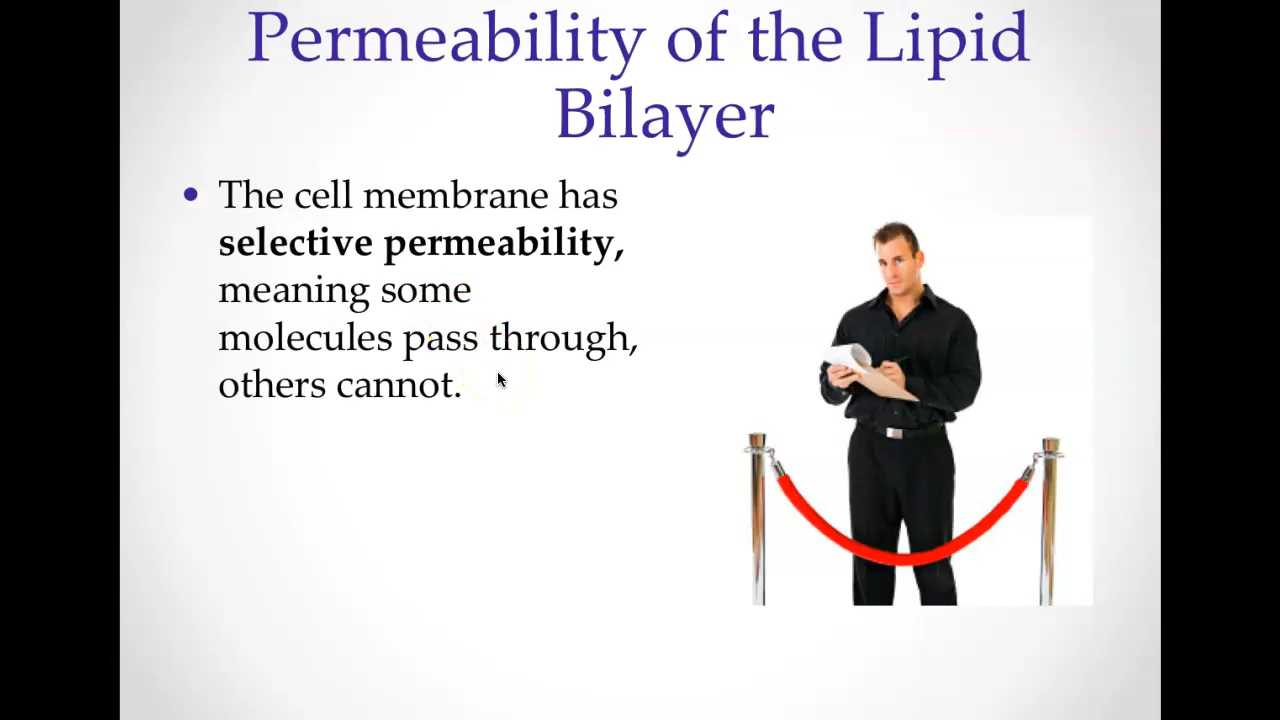 Permeability of the Lipid
Bilayer
• The cell membrane has
selective permeability,
meaning some
molecules pass through,
others cannot.